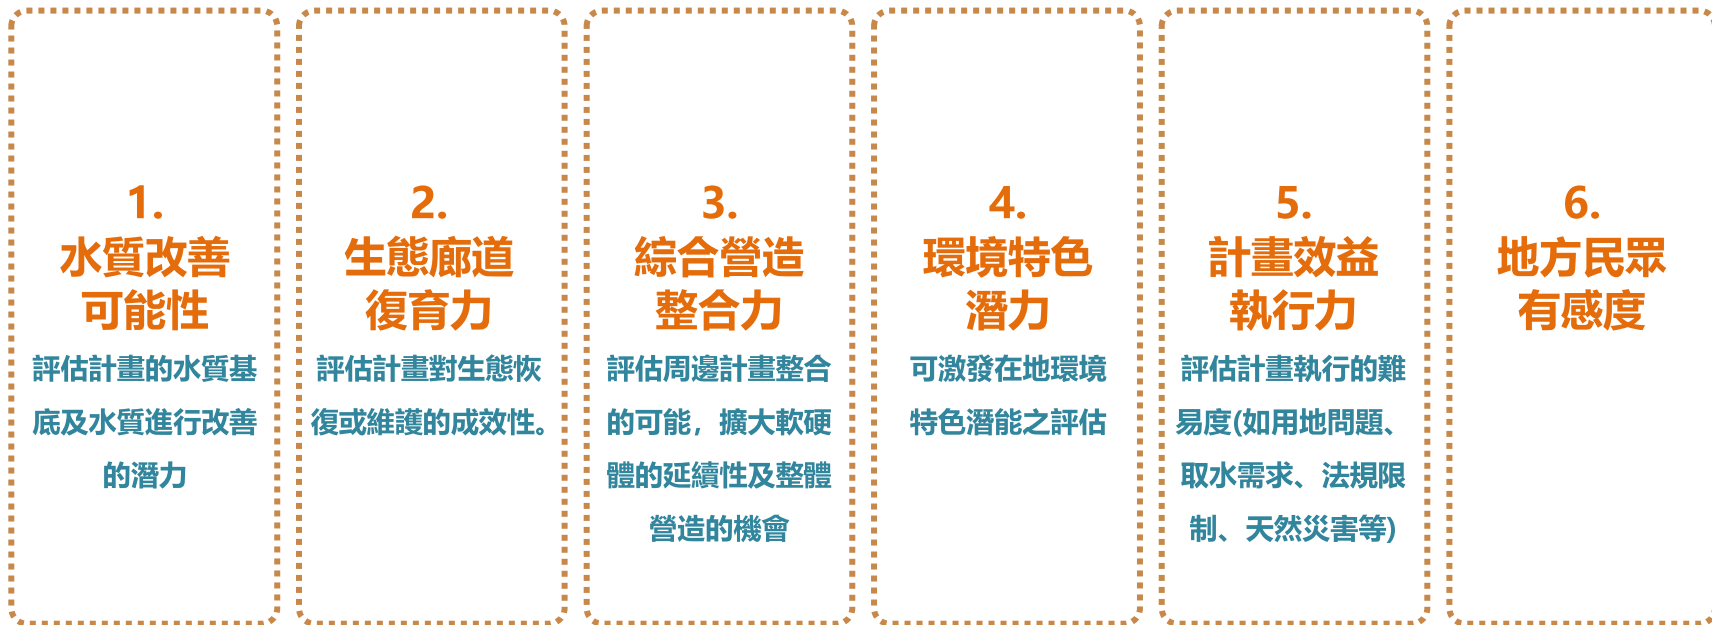 1.
水質改善
可能性
評估計畫的水質基
底及水質進行改善
的潛力
2.
生態廊道
復育力
評估計畫對生態恢
復或維護的成效性。
3.
綜合營造
整合力
評估周邊計畫整合
的可能，擴大軟硬
體的延續性及整體
營造的機會
4.
環境特色
潛力
可激發在地環境
特色潛能之評估
5.
計畫效益
執行力
評估計畫執行的難
易度(如用地問題、
取水需求、法規限
制、天然災害等)
6.
地方民眾
有感度